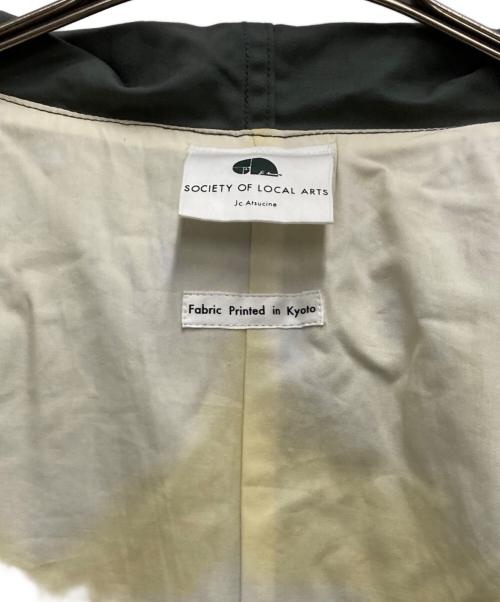 SOCIETY OF LOCAL ARTS
Jc.Atsucine
Fabric Printed in Kyoto